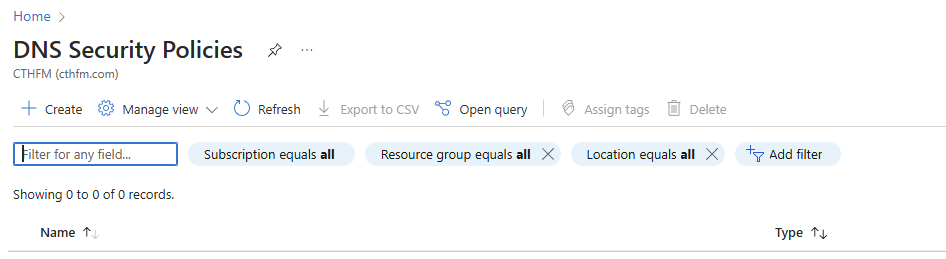 Home >
DNS Security Policies ...
CTHFM (cthfm.com)
+ Create Manage view Refresh Export to CSV Open query Assign tags Delete
Filter for any field... Subscription equals all Resource group equals all Location equals all Add filter
Showing 0 to 0 of 0 records.
Name ↑↓ Type ↑↓